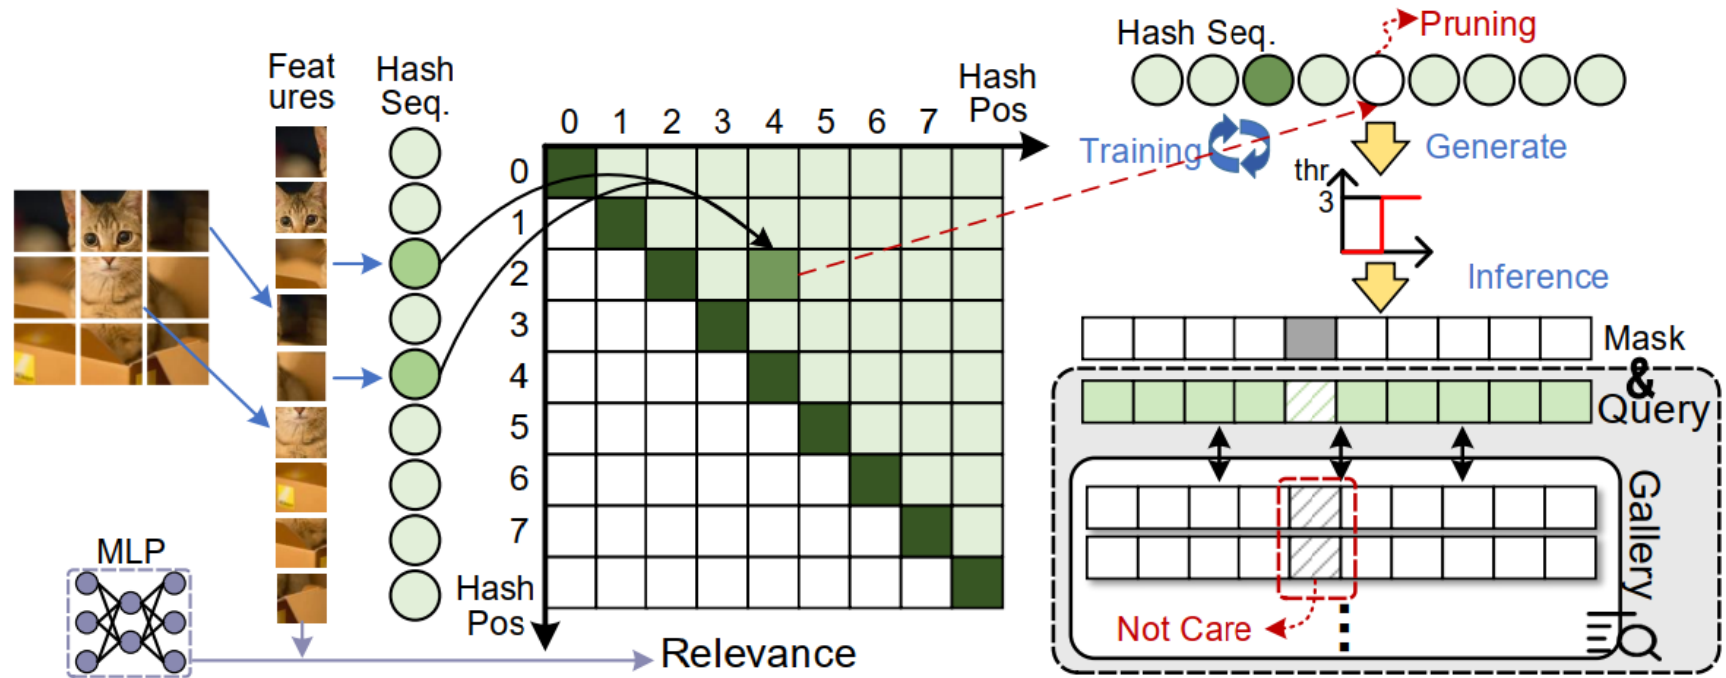 Feat
ures
Hash
Seq.
Hash
Pos
0 1 2 3 4 5 6 7
0
1
2
3
4
5
6
7
Hash
Pos
MLP
Relevance
Hash Seq.
Pruning
Training
Generate
thr
3
Inference
Mask
&
Query
Gallery
Not Care